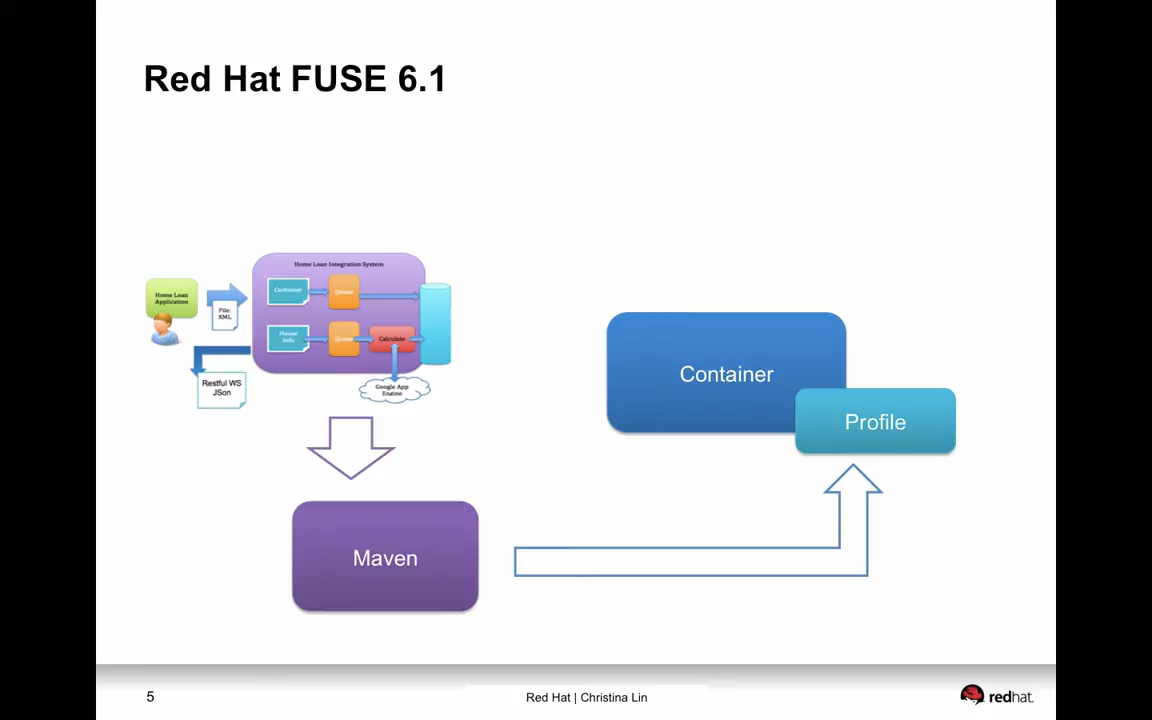 Red Hat FUSE 6.1
Home Loan Integration System
Home Loan
Application
File:
XML
Customer
Queue
House
Info
Queue
Calculate
Restful WS
JSon
Google App
Engine
Container
Profile
Maven
5
Red Hat | Christina Lin
redhat.